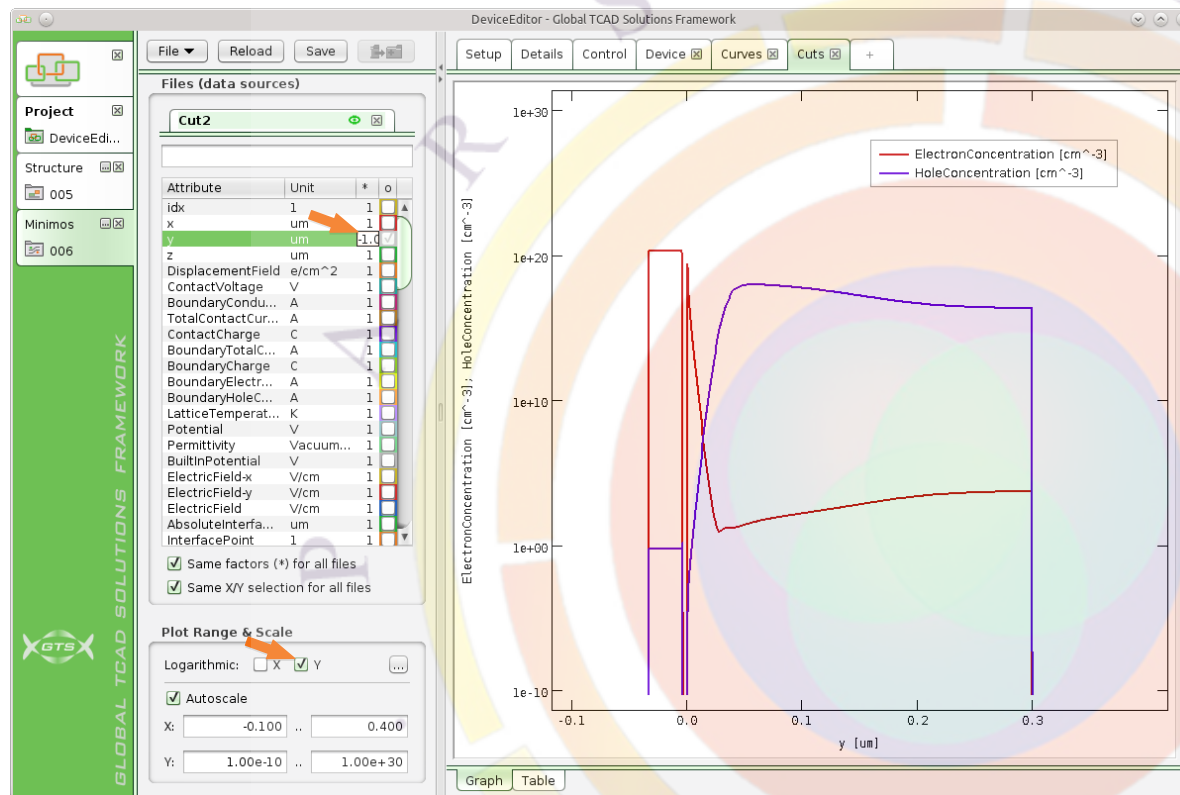 DeviceEditor - Global TCAD Solutions Framework
File Reload Save
Setup Details Control Device Curves Cuts +
Project
DeviceEdi...
Structure
005
Minimos
006
GLOBAL TCAD SOLUTIONS FRAMEWORK
GTS
Files (data sources)
Cut2
Attribute Unit * o
idx 1 1
x um 1
y um -1.0
z um 1
DisplacementField e/cm^2 1
ContactVoltage V 1
BoundaryCondu... A 1
TotalContactCur... A 1
ContactCharge C 1
BoundaryTotalC... A 1
BoundaryCharge C 1
BoundaryElectr... A 1
BoundaryHoleC... A 1
LatticeTemperat... K 1
Potential V 1
Permittivity Vacuum... 1
BuiltInPotential V 1
ElectricField-x V/cm 1
ElectricField-y V/cm 1
ElectricField V/cm 1
AbsoluteInterfa... um 1
InterfacePoint 1 1
Same factors (*) for all files
Same X/Y selection for all files
Plot Range & Scale
Logarithmic: X Y ...
Autoscale
X: -0.100 .. 0.400
Y: 1.00e-10 .. 1.00e+30
ElectronConcentration [cm^-3]; HoleConcentration [cm^-3]
1e+30
1e+20
1e+10
1e+00
1e-10
ElectronConcentration [cm^-3]
HoleConcentration [cm^-3]
-0.1 0.0 0.1 0.2 0.3
y [um]
Graph Table
P A R S